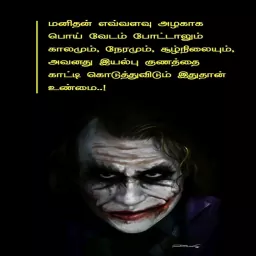 மனிதன் எவ்வளவு அழகாக
பொய் வேடம் போட்டாலும்
காலமும், நேரமும், சூழ்நிலையும்,
அவனது இயல்பு குணத்தை
காட்டி கொடுத்துவிடும் இதுதான்
உண்மை..!